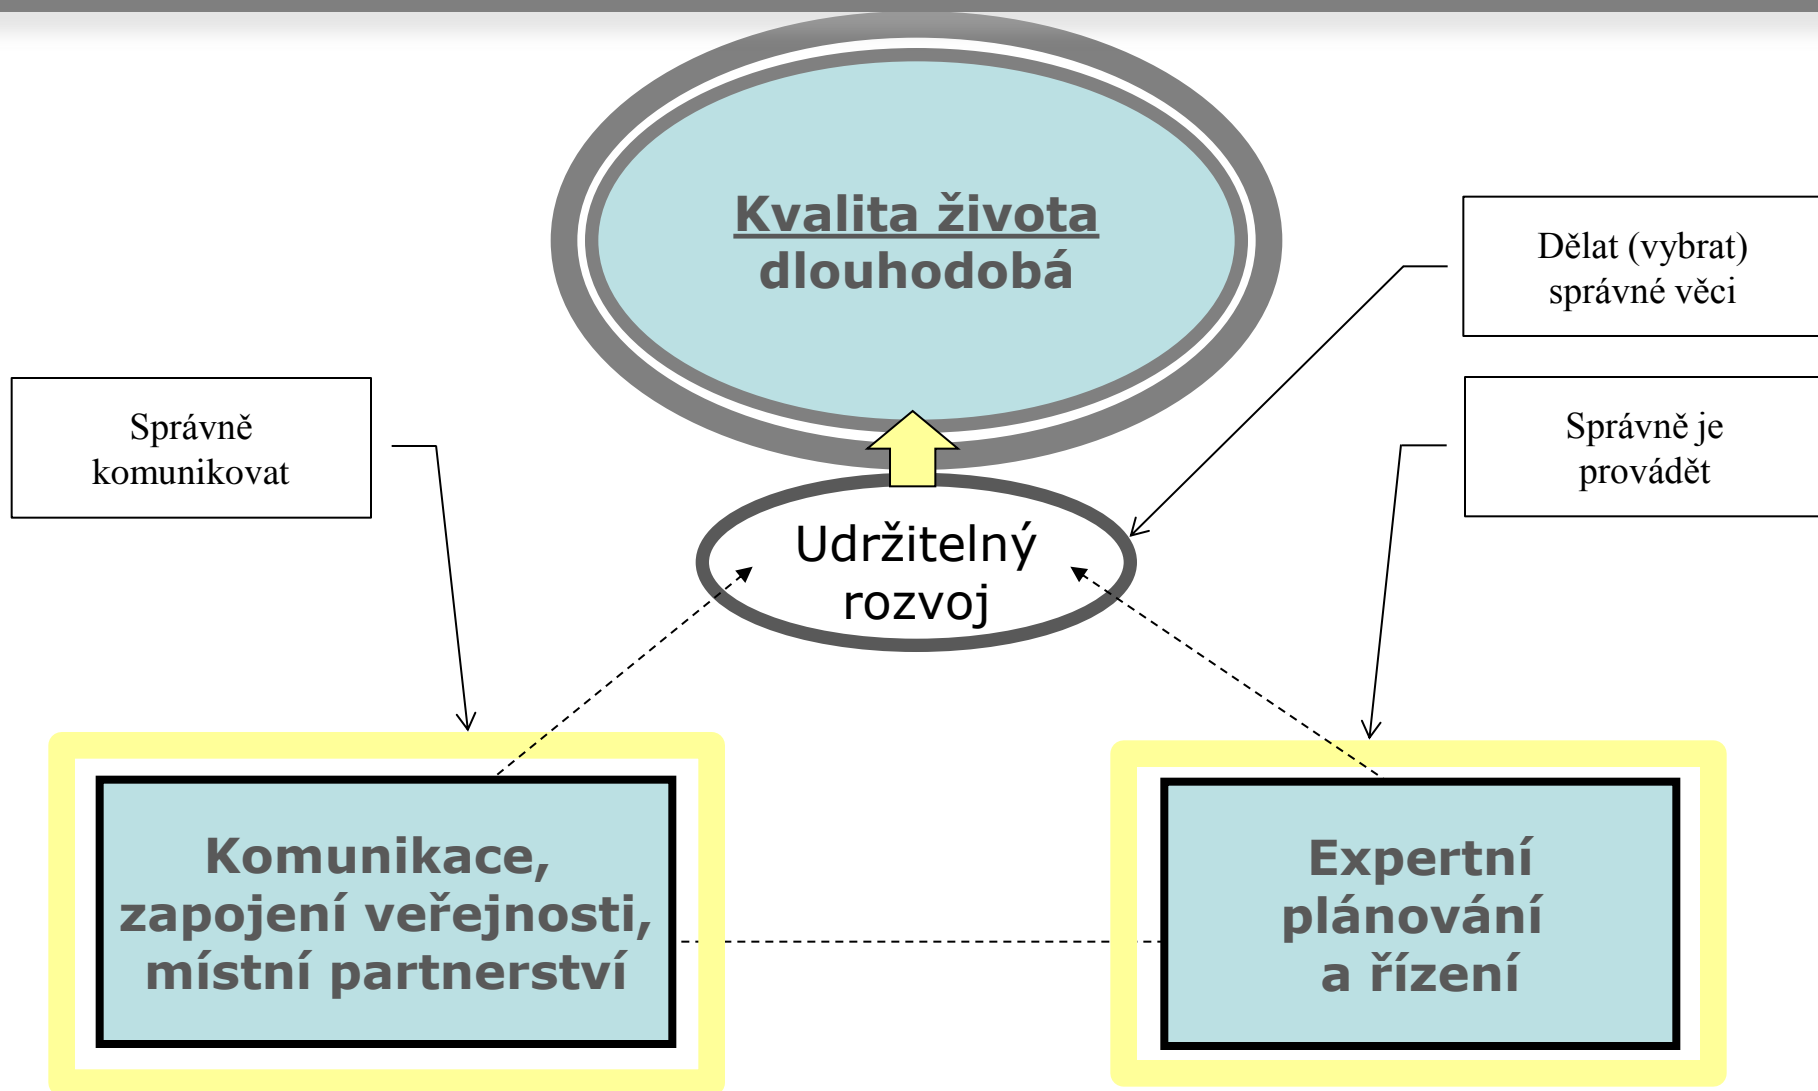 Kvalita života
dlouhodobá
Dělat (vybrat)
správné věci
Správně
komunikovat
Správně je
provádět
Udržitelný
rozvoj
Komunikace,
zapojení veřejnosti,
místní partnerství
Expertní
plánování
a řízení